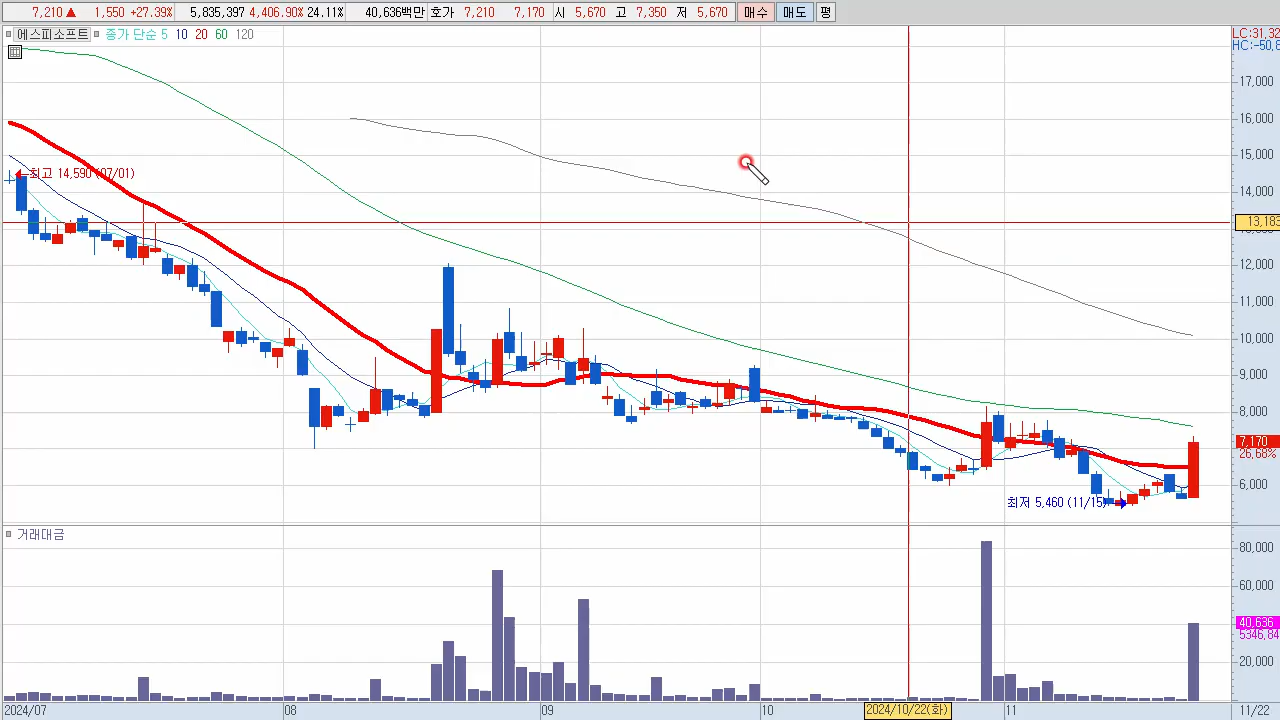 7,210 ▲ 1,550 +27.39% 5,835,397 4,406.90% 24.11% 40,636백만 호가 7,210 7,170 시 5,670 고 7,350 저 5,670 매수 매도 평
에스피소프트 종가 단순 5 10 20 60 120
LC:31,32
HC:-50,8
17,000
16,000
15,000
최고 14,590 (07/01)
14,000
13,183
12,000
11,000
10,000
9,000
8,000
7,170
26,68%
6,000
최저 5,460 (11/15)
거래대금
80,000
60,000
40,636
5346,84
20,000
2024/07 08 09 10 2024/10/22(화) 11 11/22